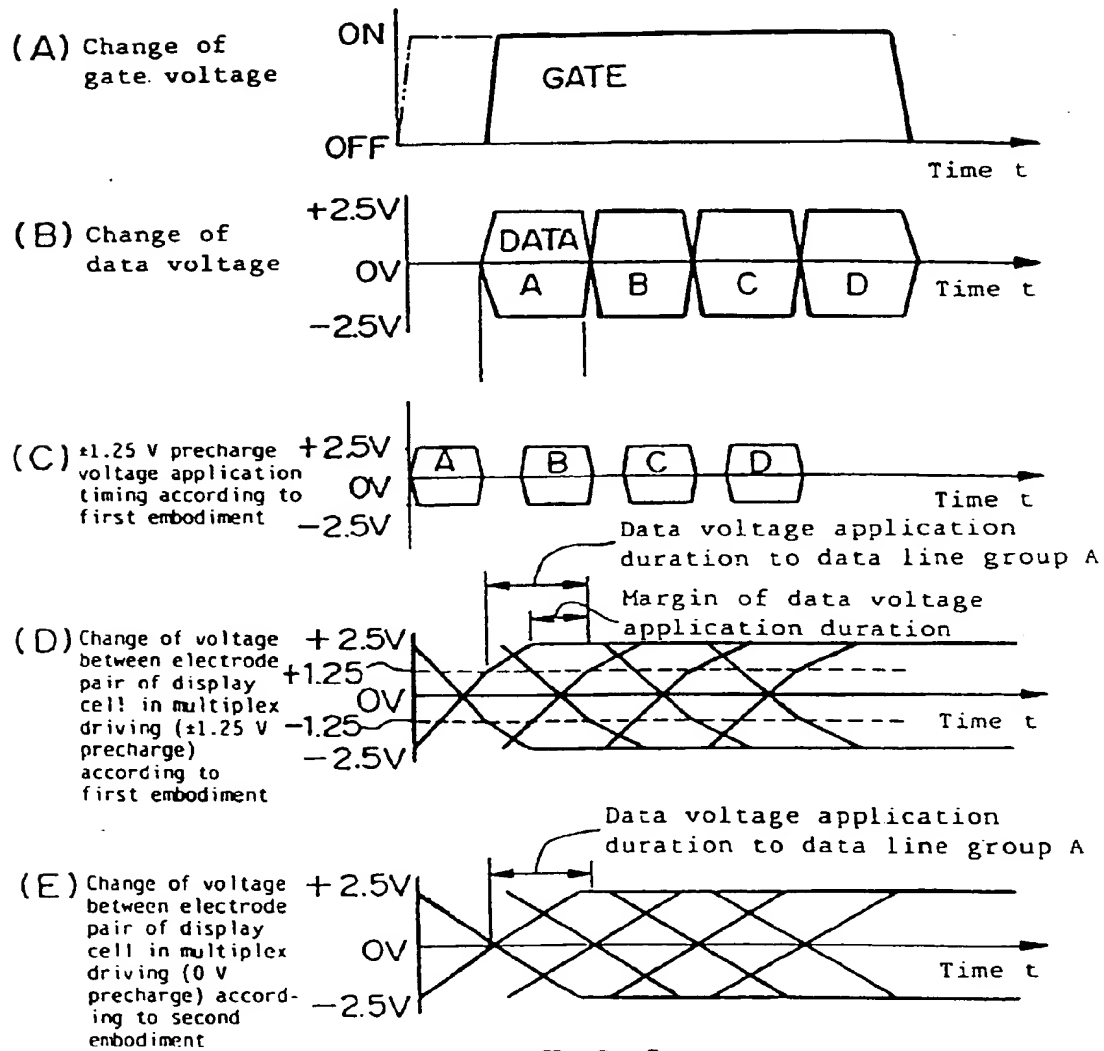 (A) Change of
gate voltage
ON
OFF
GATE
Time t
(B) Change of
data voltage
+2.5V
0V
-2.5V
DATA
A
B
C
D
Time t
(C) ±1.25 V precharge
voltage application
timing according to
first embodiment
+2.5V
0V
-2.5V
A
B
C
D
Time t
Data voltage application
duration to data line group A
Margin of data voltage
application duration
(D) Change of voltage
between electrode
pair of display
cell in multiplex
driving (±1.25 V
precharge)
according to
first embodiment
+2.5V
+1.25
0V
-1.25
-2.5V
Time t
Data voltage application
duration to data line group A
(E) Change of voltage
between electrode
pair of display
cell in multiplex
driving (0 V
precharge) accord-
ing to second
embodiment
+2.5V
0V
-2.5V
Time t